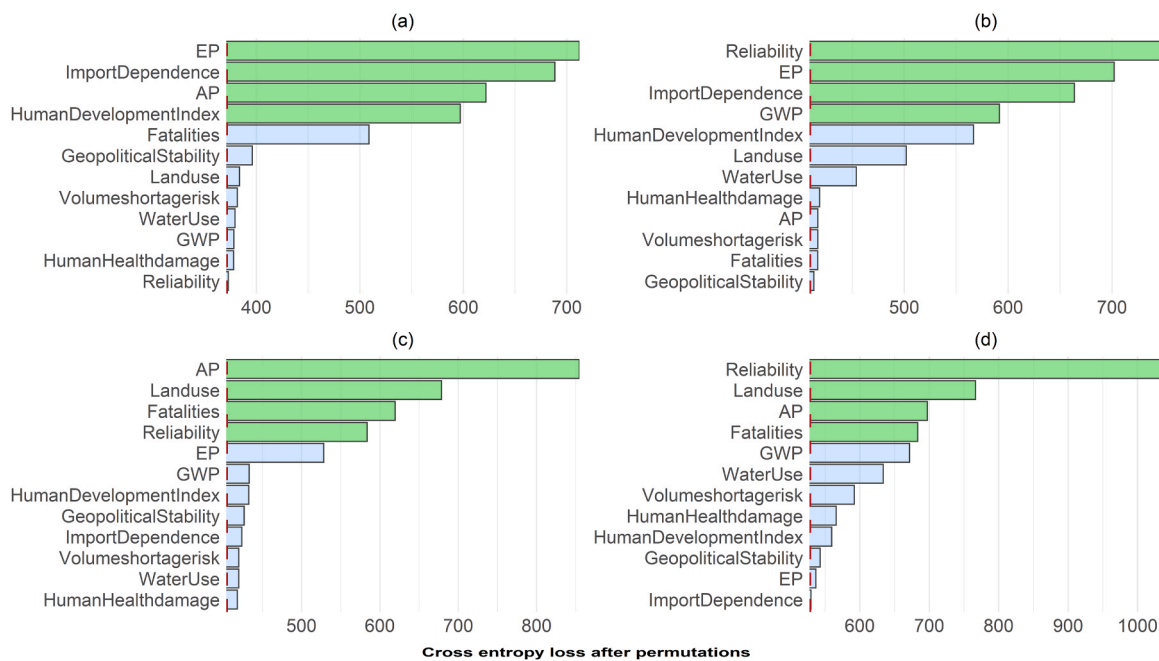 (a)
EP
ImportDependence
AP
HumanDevelopmentIndex
Fatalities
GeopoliticalStability
Landuse
Volumeshortagerisk
WaterUse
GWP
HumanHealthdamage
Reliability
400 500 600 700
(b)
Reliability
EP
ImportDependence
GWP
HumanDevelopmentIndex
Landuse
WaterUse
HumanHealthdamage
AP
Volumeshortagerisk
Fatalities
GeopoliticalStability
500 600 700
(c)
AP
Landuse
Fatalities
Reliability
EP
GWP
HumanDevelopmentIndex
GeopoliticalStability
ImportDependence
Volumeshortagerisk
WaterUse
HumanHealthdamage
500 600 700 800
(d)
Reliability
Landuse
AP
Fatalities
GWP
WaterUse
Volumeshortagerisk
HumanHealthdamage
HumanDevelopmentIndex
GeopoliticalStability
EP
ImportDependence
600 700 800 900 1000
Cross entropy loss after permutations